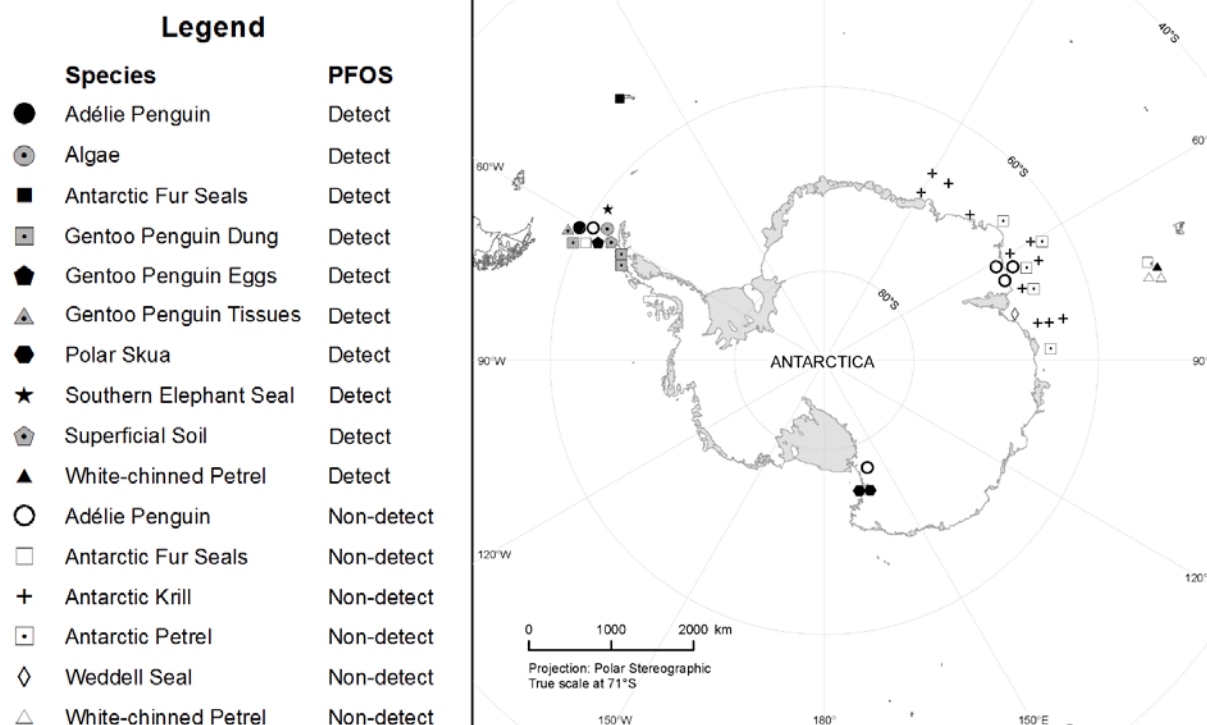 Legend
Species PFOS
Adélie Penguin Detect
Algae Detect
Antarctic Fur Seals Detect
Gentoo Penguin Dung Detect
Gentoo Penguin Eggs Detect
Gentoo Penguin Tissues Detect
Polar Skua Detect
Southern Elephant Seal Detect
Superficial Soil Detect
White-chinned Petrel Detect
Adélie Penguin Non-detect
Antarctic Fur Seals Non-detect
Antarctic Krill Non-detect
Antarctic Petrel Non-detect
Weddell Seal Non-detect
White-chinned Petrel Non-detect
40°S
60°
60°W
60°S
80°S
90°W
ANTARCTICA
90°
120°W
120°
0 1000 2000 km
Projection: Polar Stereographic
True scale at 71°S
150°W 180° 150°E